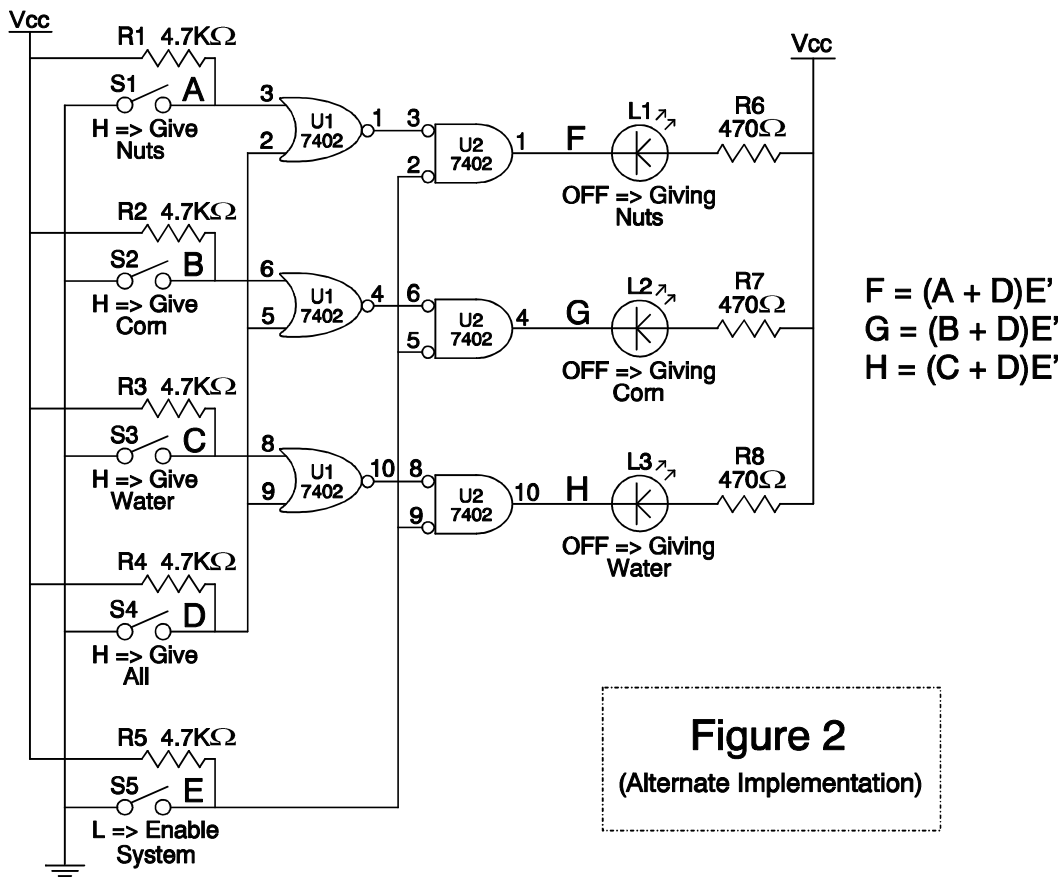 Vcc
R1 4.7KΩ
S1
A
H => Give
Nuts
3
2
U1
7402
1
3
2
U2
7402
1
F
L1
OFF => Giving
Nuts
R6
470Ω
Vcc
R2 4.7KΩ
S2
B
H => Give
Corn
6
5
U1
7402
4
6
5
U2
7402
4
G
L2
OFF => Giving
Corn
R7
470Ω
F = (A + D)E'
G = (B + D)E'
H = (C + D)E'
R3 4.7KΩ
S3
C
H => Give
Water
8
9
U1
7402
10
8
9
U2
7402
10
H
L3
OFF => Giving
Water
R8
470Ω
R4 4.7KΩ
S4
D
H => Give
All
R5 4.7KΩ
S5
E
L => Enable
System
Figure 2
(Alternate Implementation)